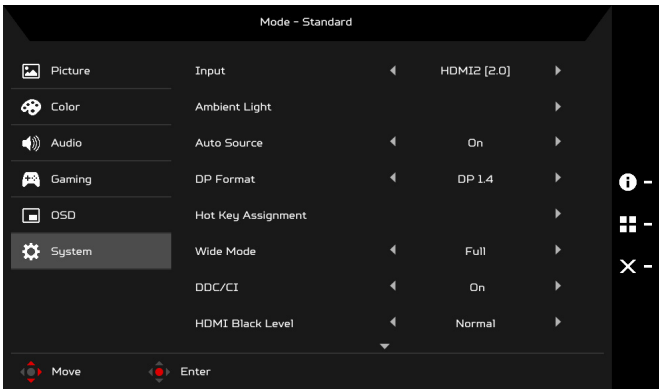 Mode - Standard
Picture
Input HDMI2 [2.0]
Color
Ambient Light
Audio
Auto Source On
Gaming
DP Format DP 1.4
OSD
Hot Key Assignment
System
Wide Mode Full
DDC/CI On
HDMI Black Level Normal
Move Enter